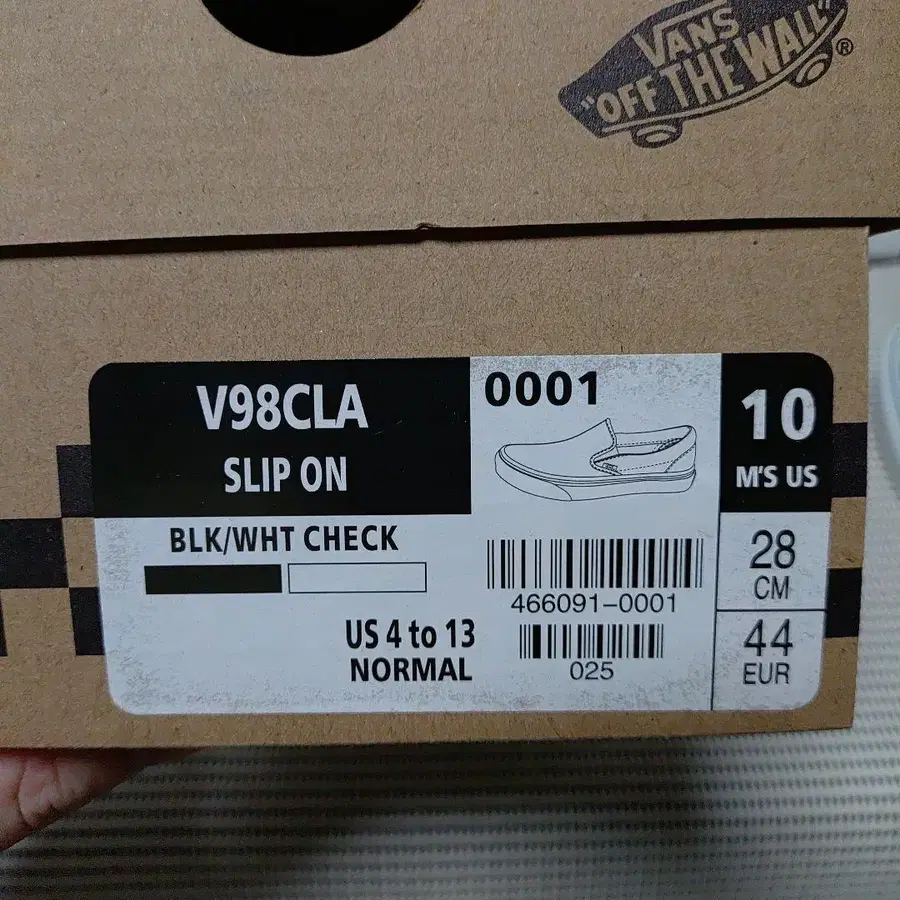 VANS
"OFF THE WALL"®
V98CLA
SLIP ON
0001
10
M'S US
BLK/WHT CHECK
28
CM
466091-0001
US 4 to 13
NORMAL
025
44
EUR